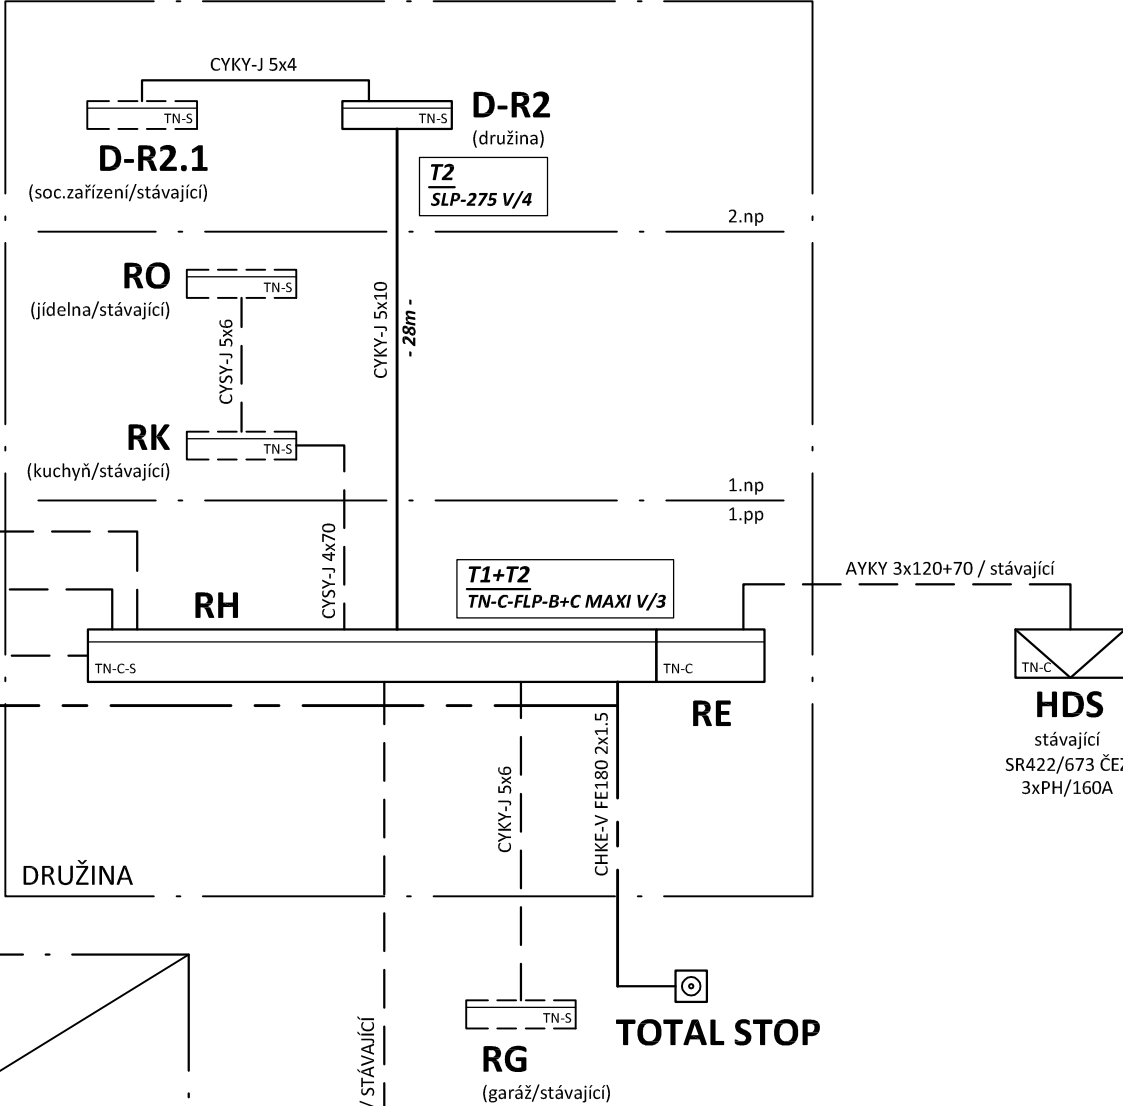 CYKY-J 5x4
TN-S
TN-S
D-R2
(družina)
D-R2.1
(soc.zařízení/stávající)
T2
SLP-275 V/4
2.np
RO
(jídelna/stávající)
TN-S
CYSY-J 5x6
CYKY-J 5x10
- 28m -
RK
(kuchyň/stávající)
TN-S
1.np
1.pp
CYSY-J 4x70
T1+T2
TN-C-FLP-B+C MAXI V/3
AYKY 3x120+70 / stávající
RH
TN-C-S
TN-C
RE
TN-C
HDS
stávající
SR422/673 ČEZ
3xPH/160A
CYKY-J 5x6
CHKE-V FE180 2x1.5
DRUŽINA
TN-S
RG
(garáž/stávající)
TOTAL STOP
/ STÁVAJÍCÍ